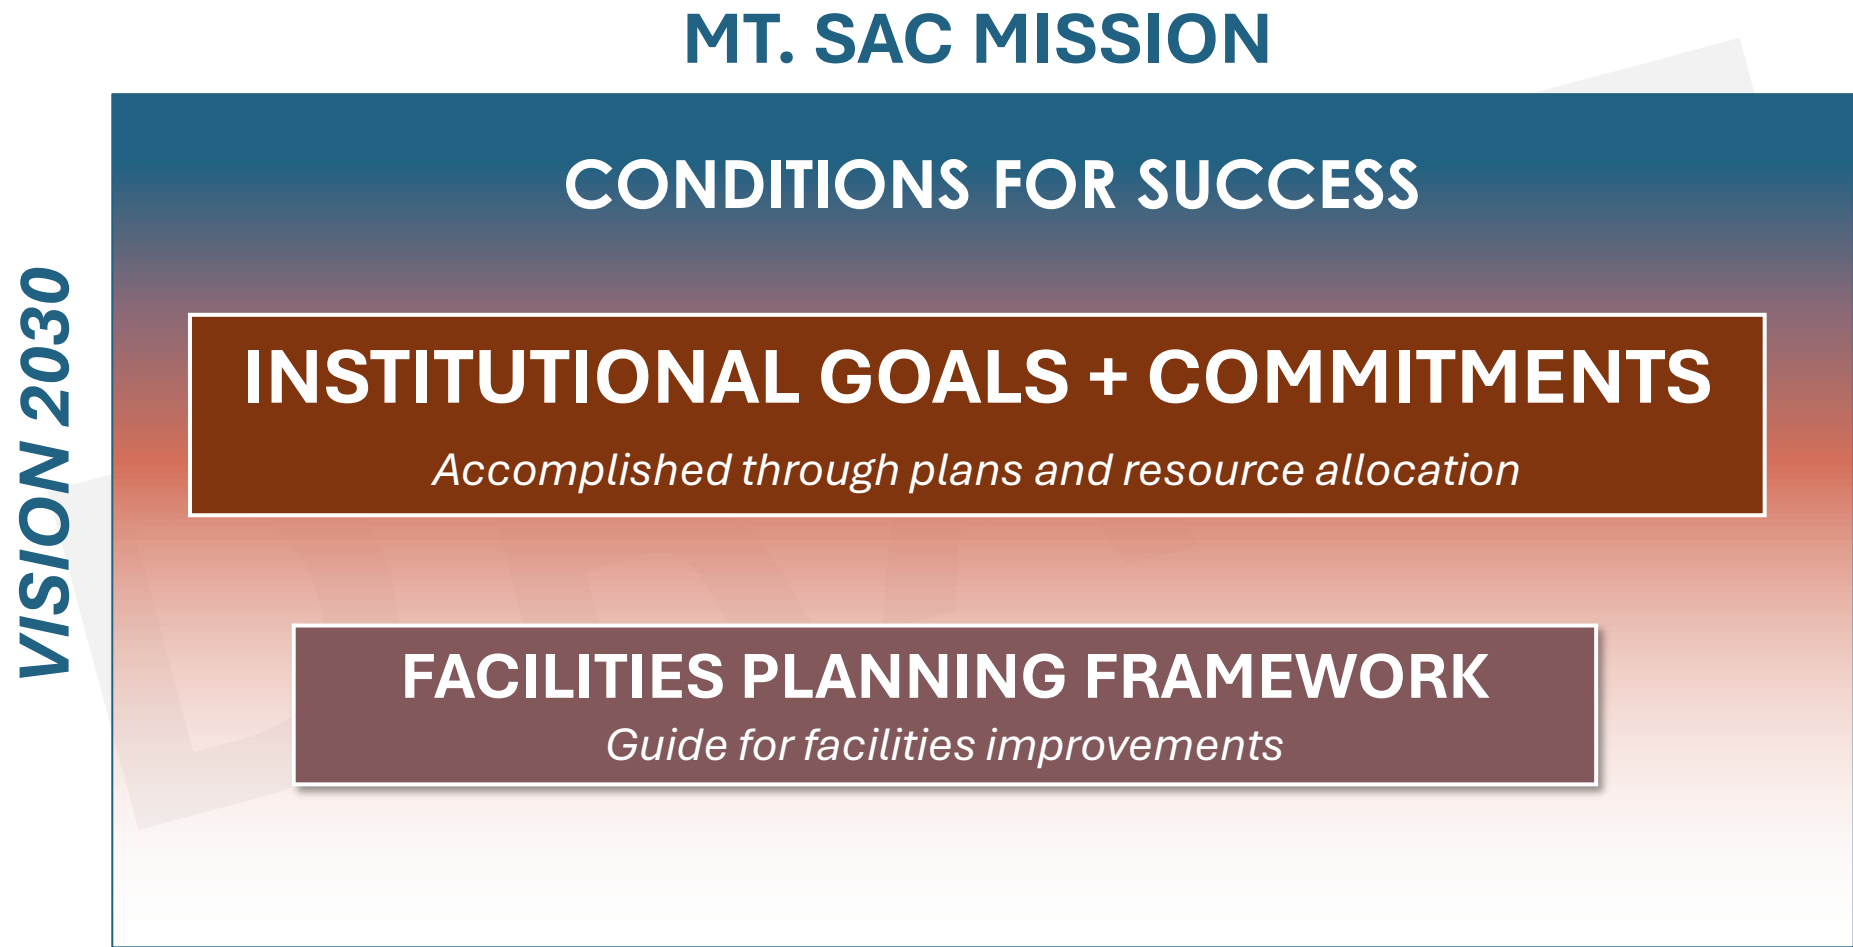 MT. SAC MISSION
VISION 2030
CONDITIONS FOR SUCCESS
INSTITUTIONAL GOALS + COMMITMENTS
Accomplished through plans and resource allocation
FACILITIES PLANNING FRAMEWORK
Guide for facilities improvements